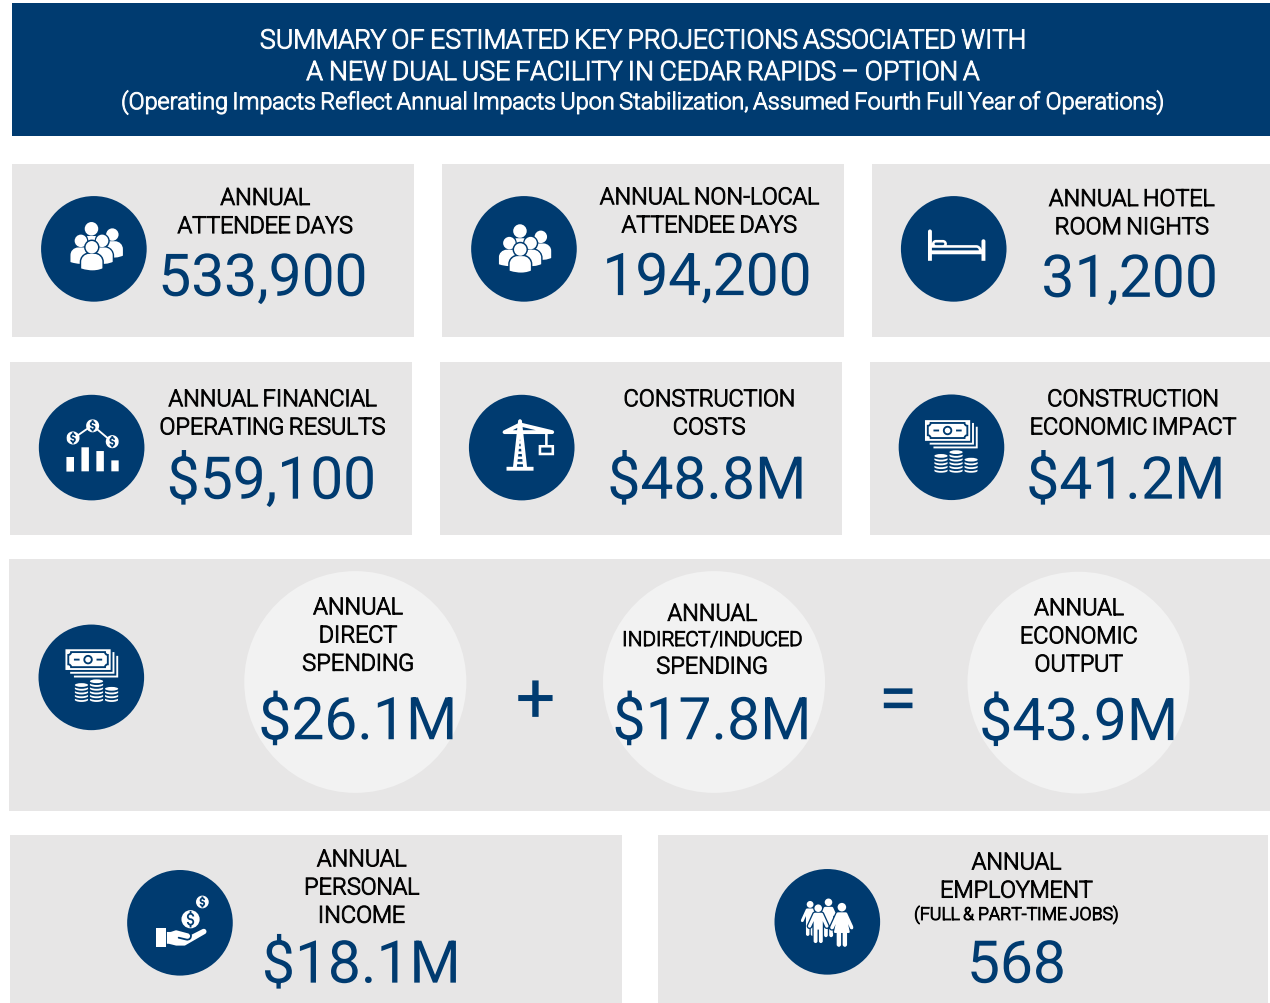 SUMMARY OF ESTIMATED KEY PROJECTIONS ASSOCIATED WITH
A NEW DUAL USE FACILITY IN CEDAR RAPIDS – OPTION A
(Operating Impacts Reflect Annual Impacts Upon Stabilization, Assumed Fourth Full Year of Operations)
ANNUAL
ATTENDEE DAYS
533,900
ANNUAL NON-LOCAL
ATTENDEE DAYS
194,200
ANNUAL HOTEL
ROOM NIGHTS
31,200
ANNUAL FINANCIAL
OPERATING RESULTS
$59,100
CONSTRUCTION
COSTS
$48.8M
CONSTRUCTION
ECONOMIC IMPACT
$41.2M
ANNUAL
DIRECT
SPENDING
$26.1M
+
ANNUAL
INDIRECT/INDUCED
SPENDING
$17.8M
=
ANNUAL
ECONOMIC
OUTPUT
$43.9M
ANNUAL
PERSONAL
INCOME
$18.1M
ANNUAL
EMPLOYMENT
(FULL & PART-TIME JOBS)
568